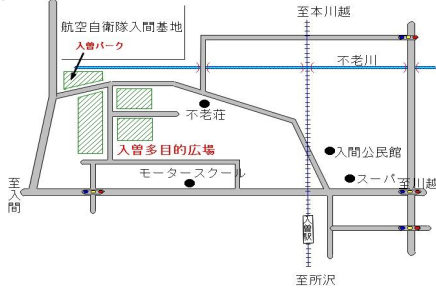 至本川越
航空自衛隊入間基地
入曽パーク
不老川
不老荘
入曽多目的広場
入間公民館
モータースクール
スーパー
至川越
至入間
入曽駅
至所沢